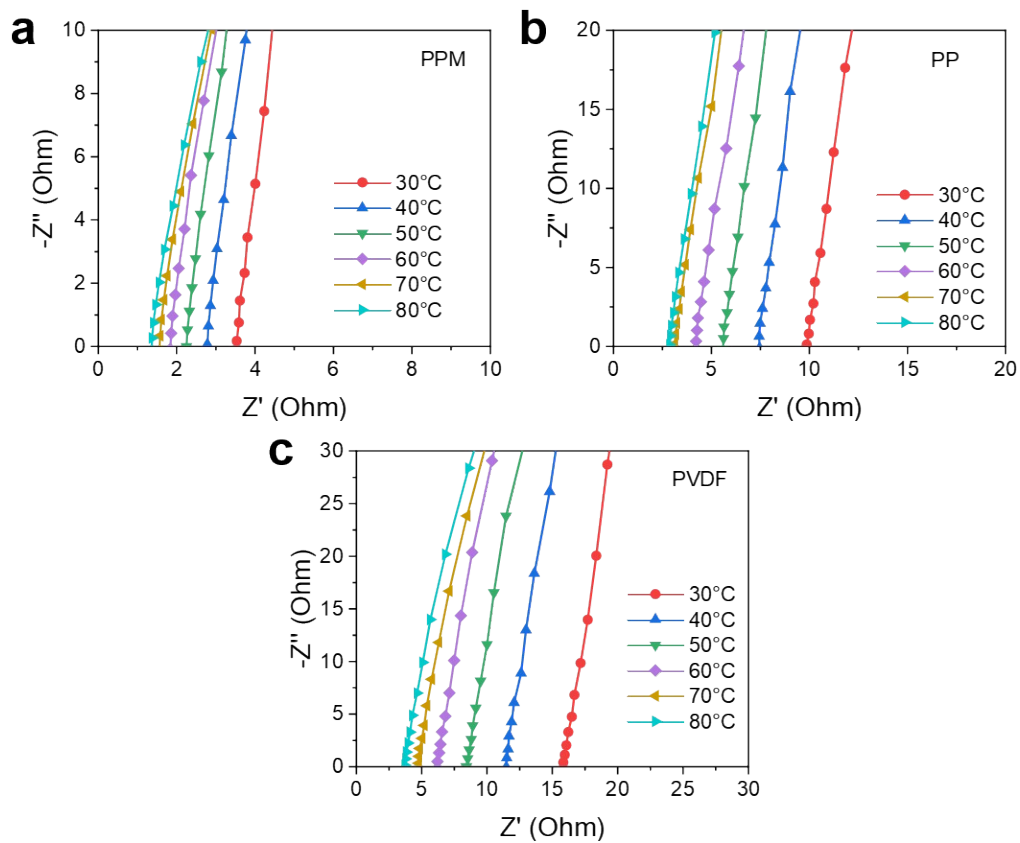 a
PPM
10
8
6
4
2
0
-Z" (Ohm)
30°C
40°C
50°C
60°C
70°C
80°C
0 2 4 6 8 10
Z' (Ohm)
b
PP
20
15
10
5
0
-Z" (Ohm)
30°C
40°C
50°C
60°C
70°C
80°C
0 5 10 15 20
Z' (Ohm)
c
PVDF
30
25
20
15
10
5
0
-Z" (Ohm)
30°C
40°C
50°C
60°C
70°C
80°C
0 5 10 15 20 25 30
Z' (Ohm)